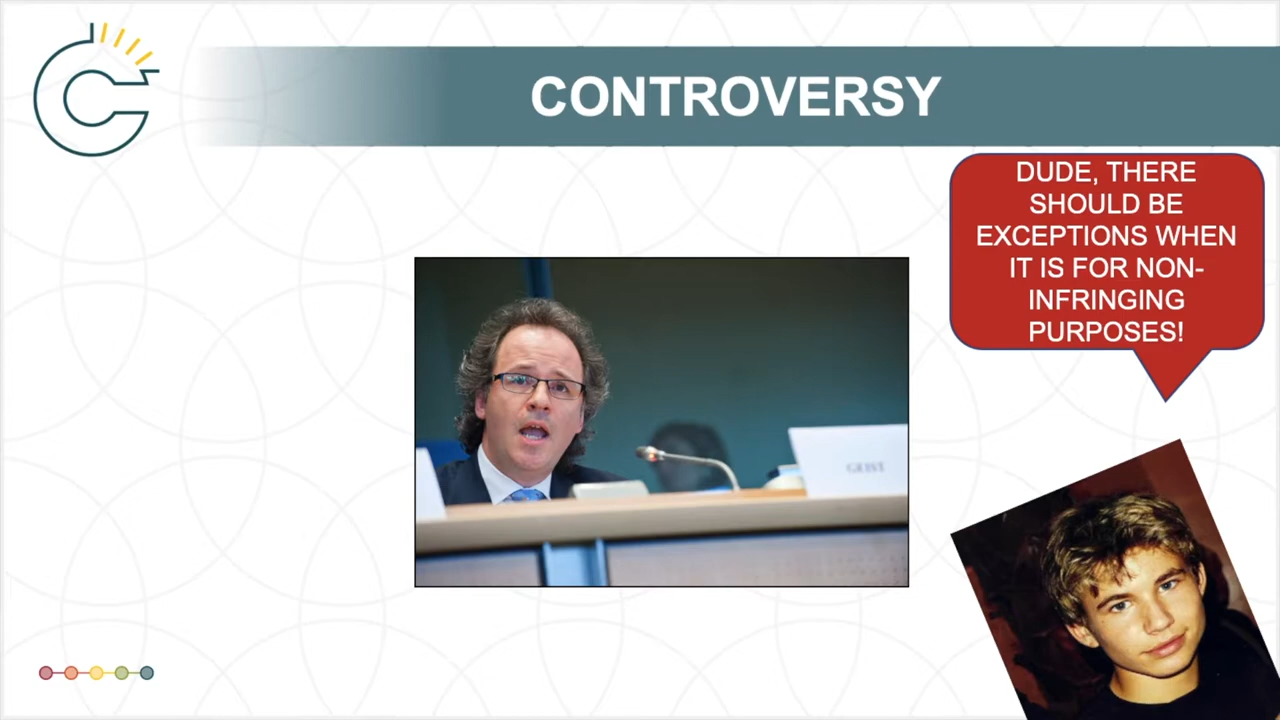 CONTROVERSY
DUDE, THERE
SHOULD BE
EXCEPTIONS WHEN
IT IS FOR NON-
INFRINGING
PURPOSES!
GEIST